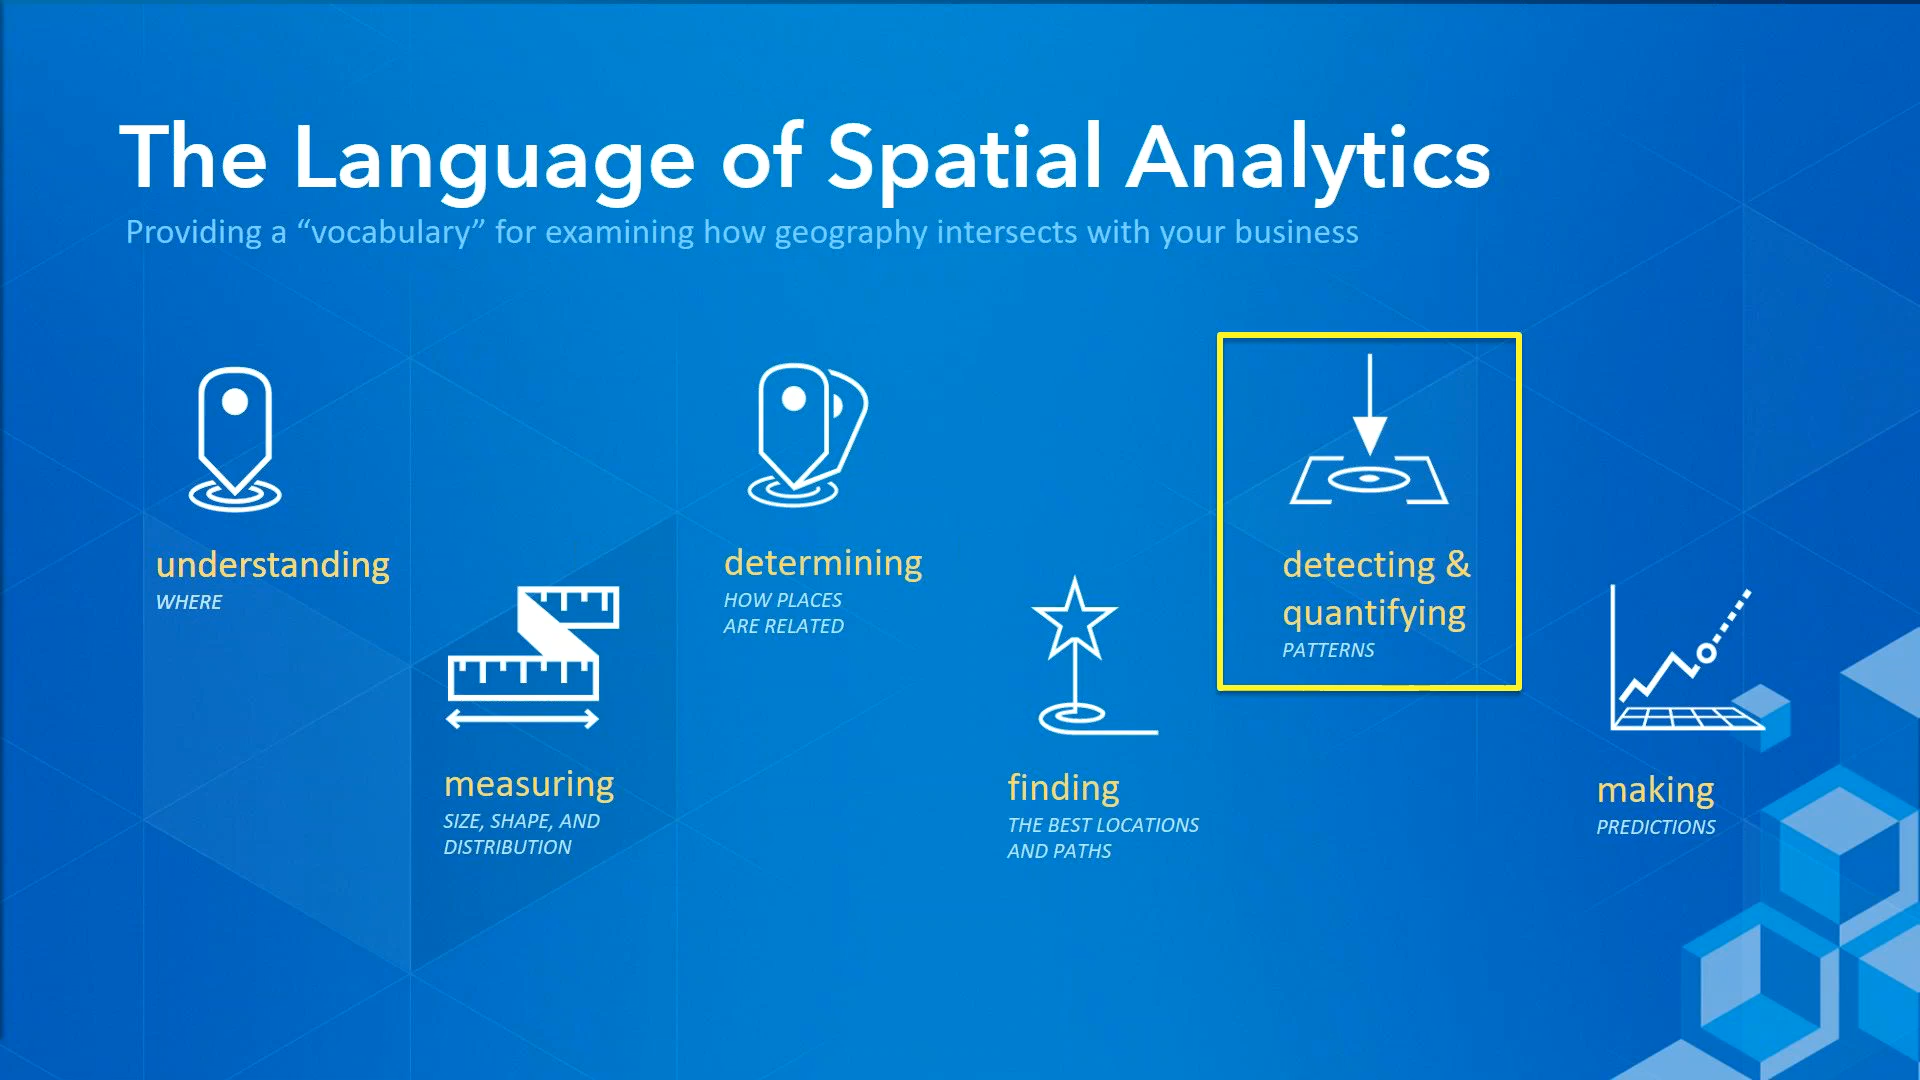 The Language of Spatial Analytics
Providing a “vocabulary” for examining how geography intersects with your business
understanding
WHERE
measuring
SIZE, SHAPE, AND
DISTRIBUTION
determining
HOW PLACES
ARE RELATED
finding
THE BEST LOCATIONS
AND PATHS
detecting &
quantifying
PATTERNS
making
PREDICTIONS